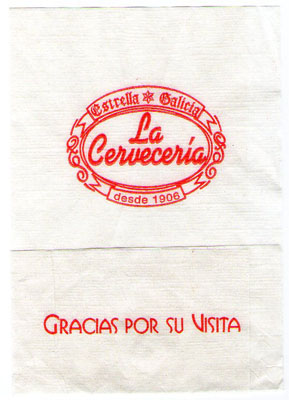 Estrella Galicia
La
Cervecería
desde 1906
GRACIAS POR SU VISITA